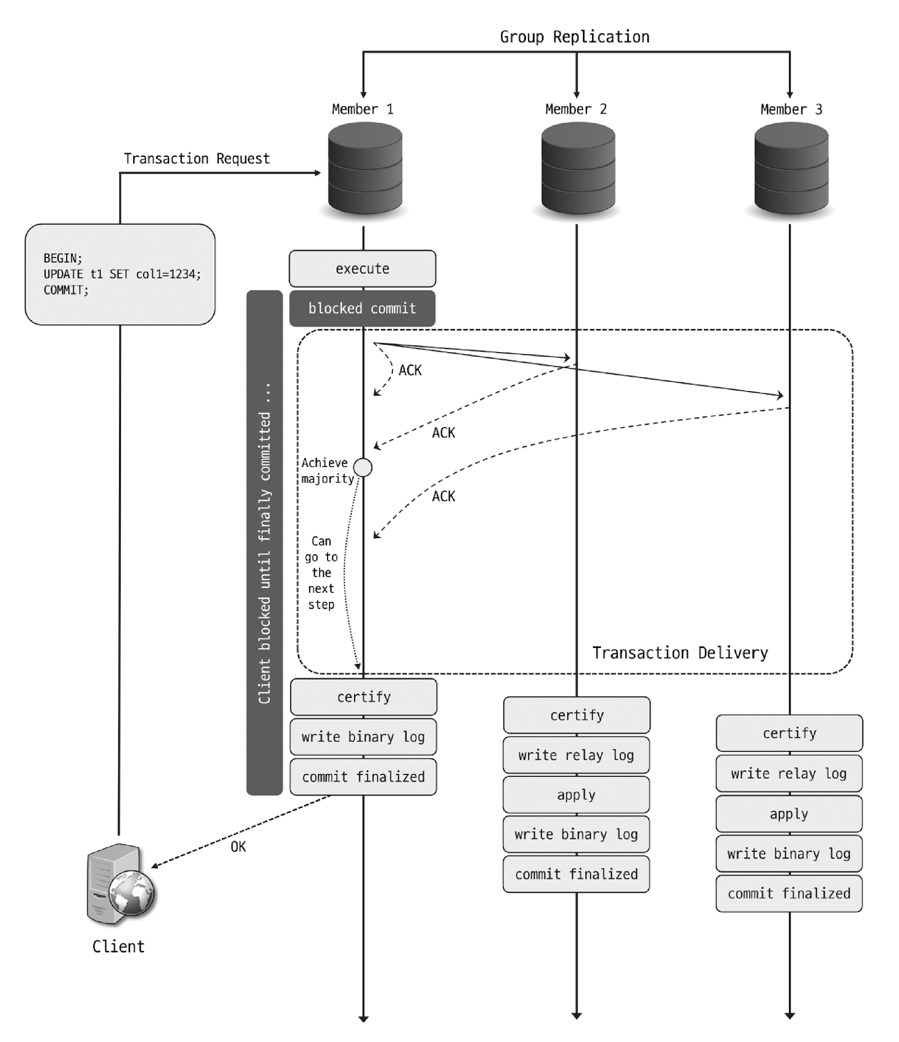 Group Replication
Member 1
Member 2
Member 3
Transaction Request
BEGIN;
UPDATE t1 SET col1=1234;
COMMIT;
execute
blocked commit
Client blocked until finally committed ...
ACK
ACK
ACK
Achieve
majority
Can
go to
the
next
step
Transaction Delivery
certify
write binary log
commit finalized
certify
write relay log
apply
write binary log
commit finalized
certify
write relay log
apply
write binary log
commit finalized
OK
Client